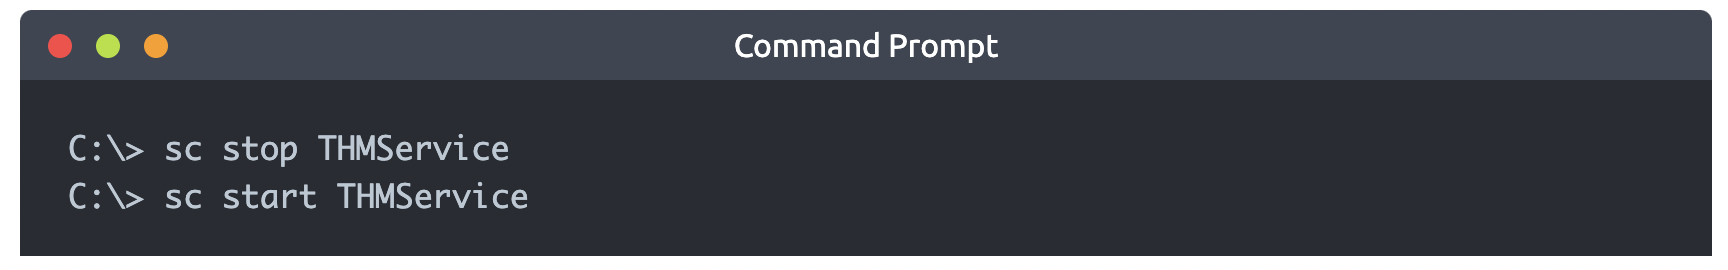 Command Prompt
C:\> sc stop THMService
C:\> sc start THMService